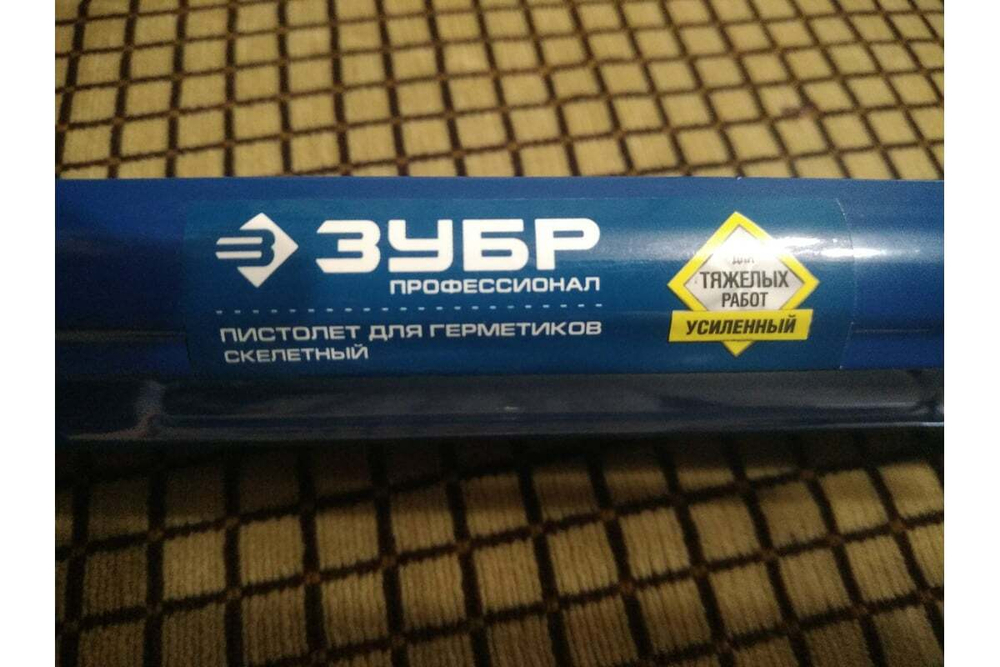 ЗУБР
ПРОФЕССИОНАЛ
ПИСТОЛЕТ ДЛЯ ГЕРМЕТИКОВ
СКЕЛЕТНЫЙ
ДЛЯ
ТЯЖЕЛЫХ
РАБОТ
УСИЛЕННЫЙ